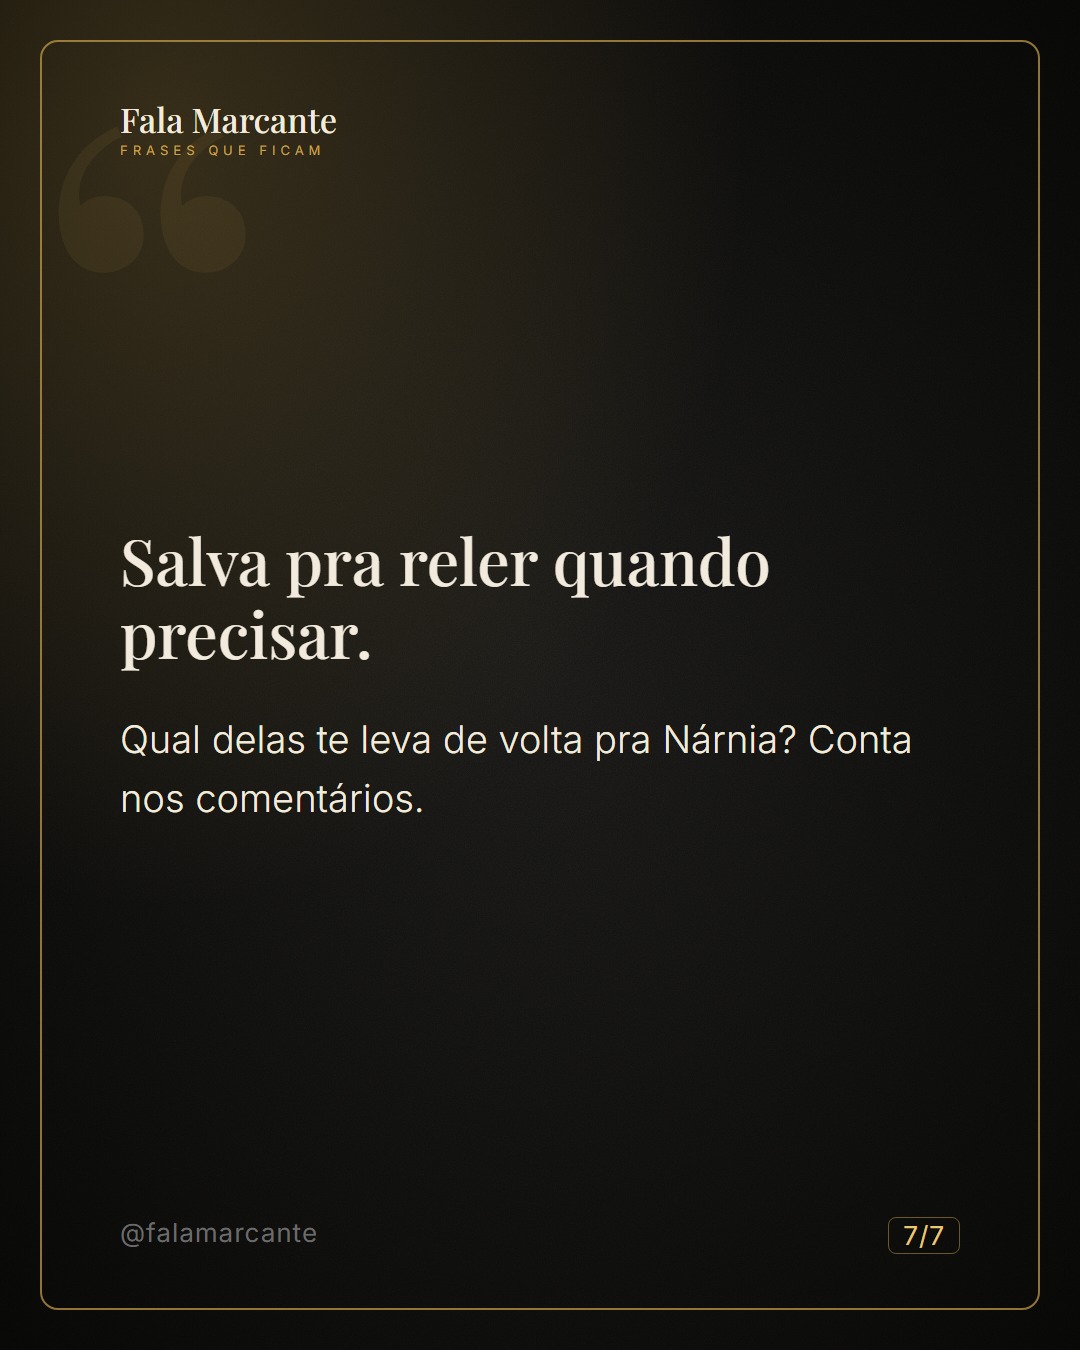 Fala Marcante
FRASES QUE FICAM
Salva pra reler quando
precisar.
Qual delas te leva de volta pra Nárnia? Conta
nos comentários.
@falamarcante
7/7